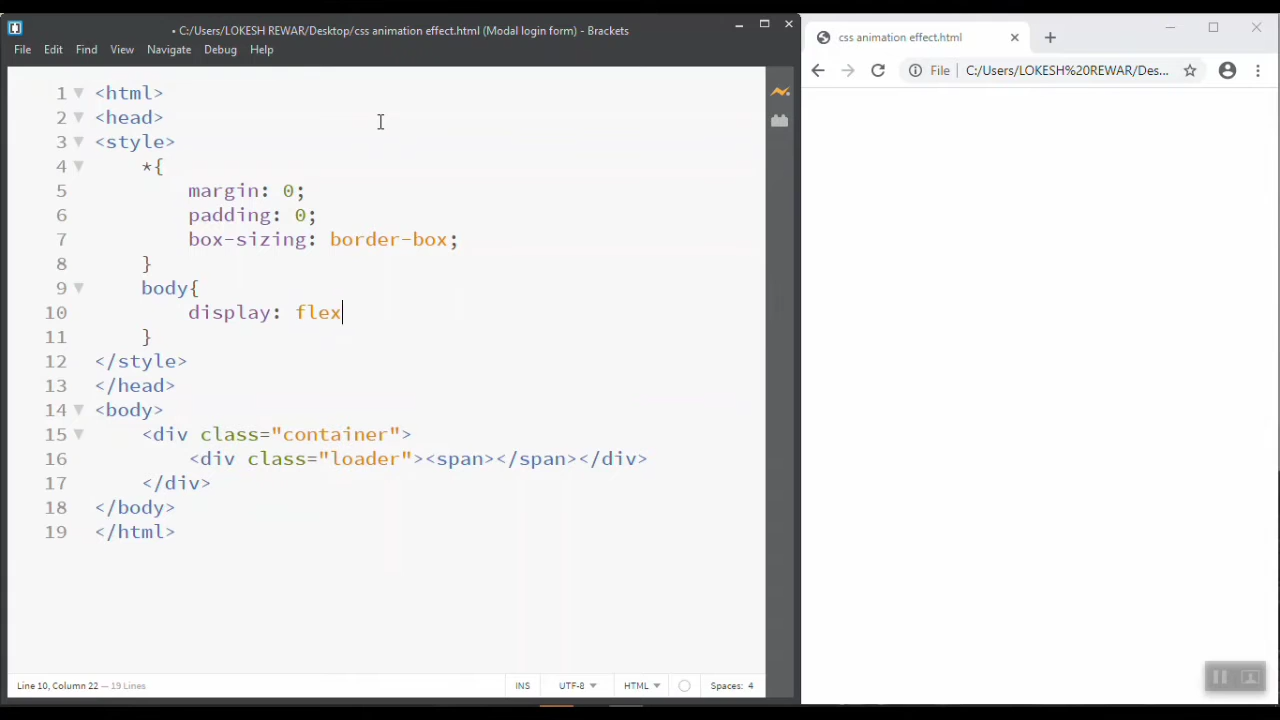 • C:/Users/LOKESH REWAR/Desktop/css animation effect.html (Modal login form) - Brackets
File Edit Find View Navigate Debug Help
1 <html>
2 <head>
3 <style>
4 *{
5 margin: 0;
6 padding: 0;
7 box-sizing: border-box;
8 }
9 body{
10 display: flex
11 }
12 </style>
13 </head>
14 <body>
15 <div class="container">
16 <div class="loader"><span></span></div>
17 </div>
18 </body>
19 </html>
Line 10, Column 22 — 19 Lines INS UTF-8 HTML Spaces: 4
css animation effect.html
File C:/Users/LOKESH%20REWAR/Des...